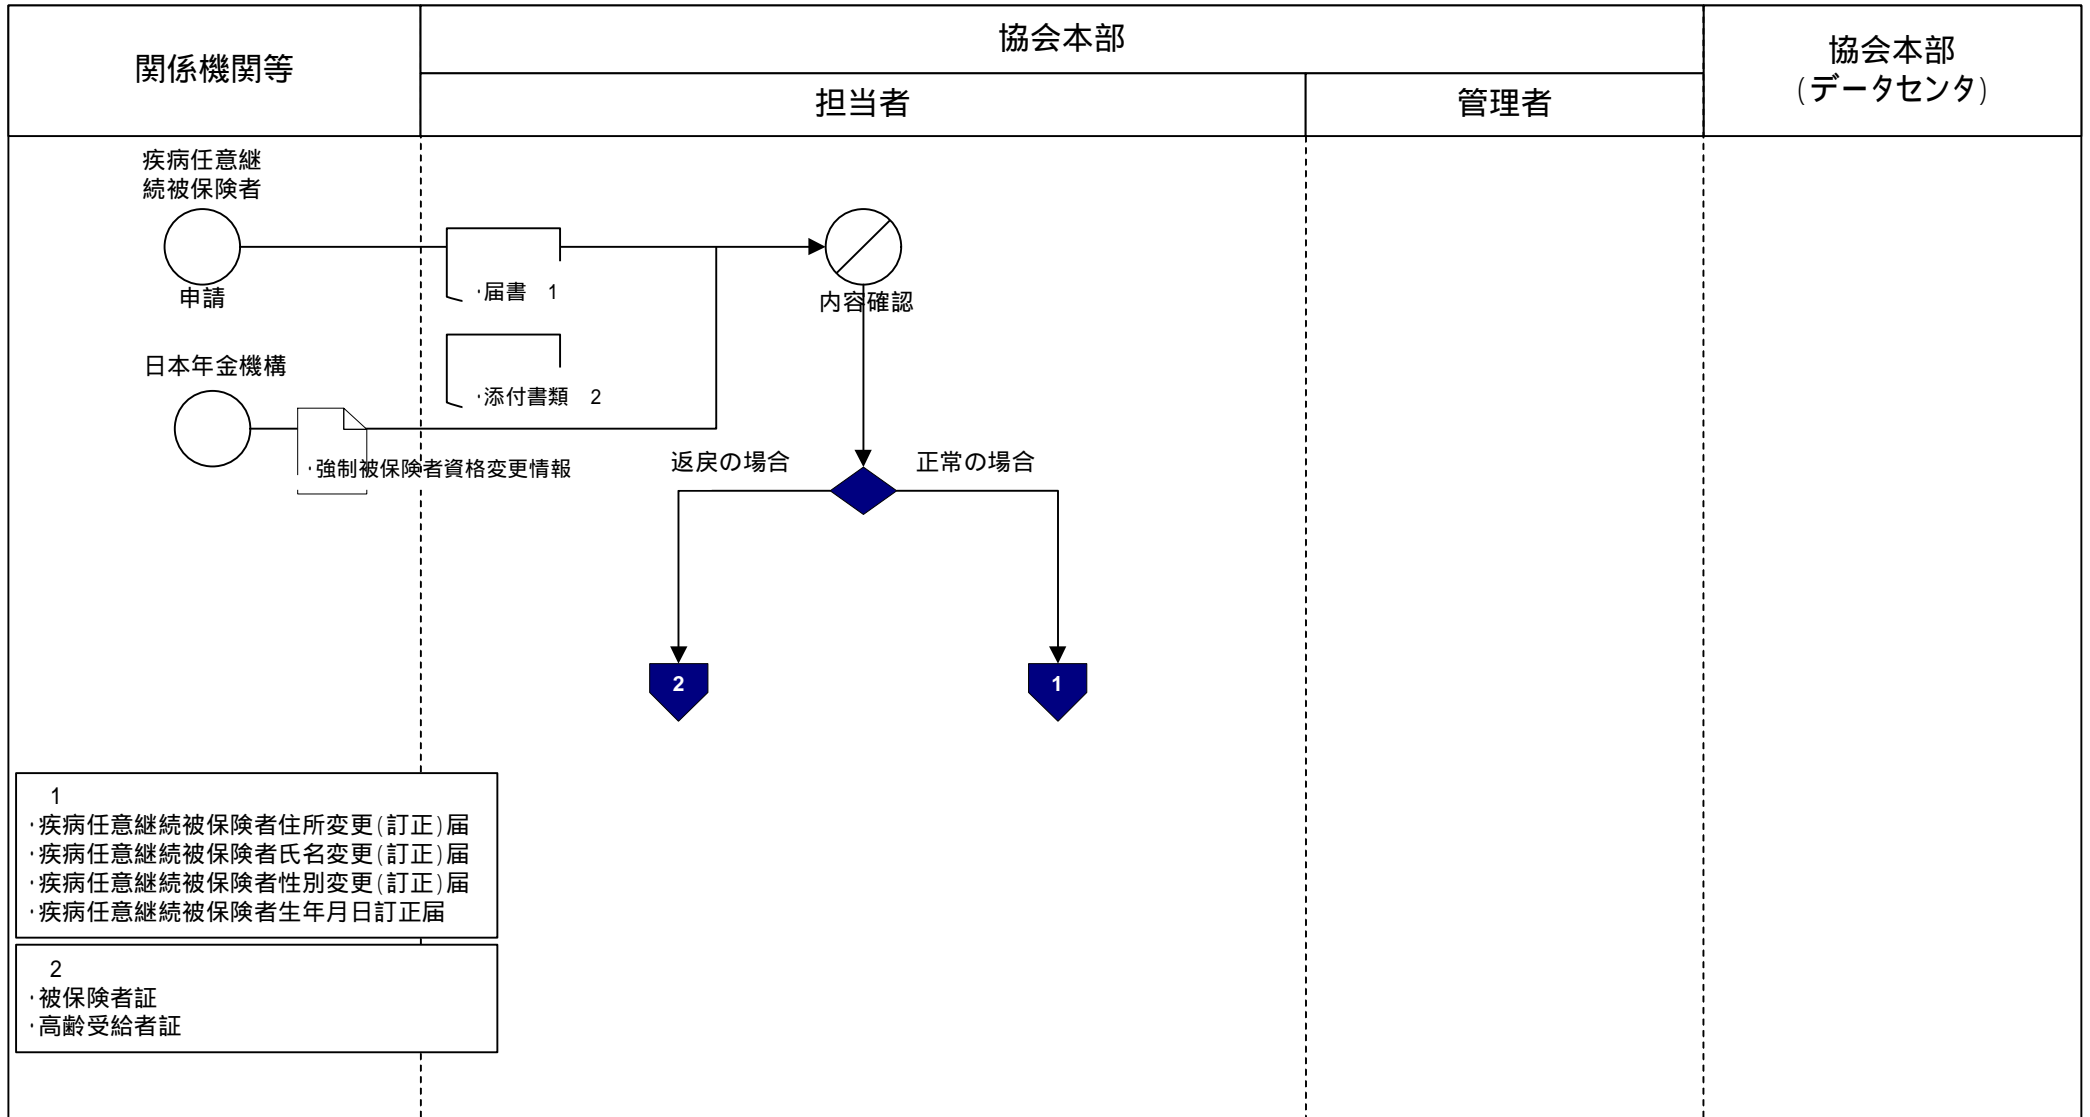 関係機関等
協会本部
担当者
管理者
協会本部
(データセンタ)
疾病任意継
続被保険者
申請
・届書 1
内容確認
・添付書類 2
日本年金機構
・強制被保険者資格変更情報
返戻の場合
正常の場合
2
1
1
・疾病任意継続被保険者住所変更(訂正)届
・疾病任意継続被保険者氏名変更(訂正)届
・疾病任意継続被保険者性別変更(訂正)届
・疾病任意継続被保険者生年月日訂正届
2
・被保険者証
・高齢受給者証